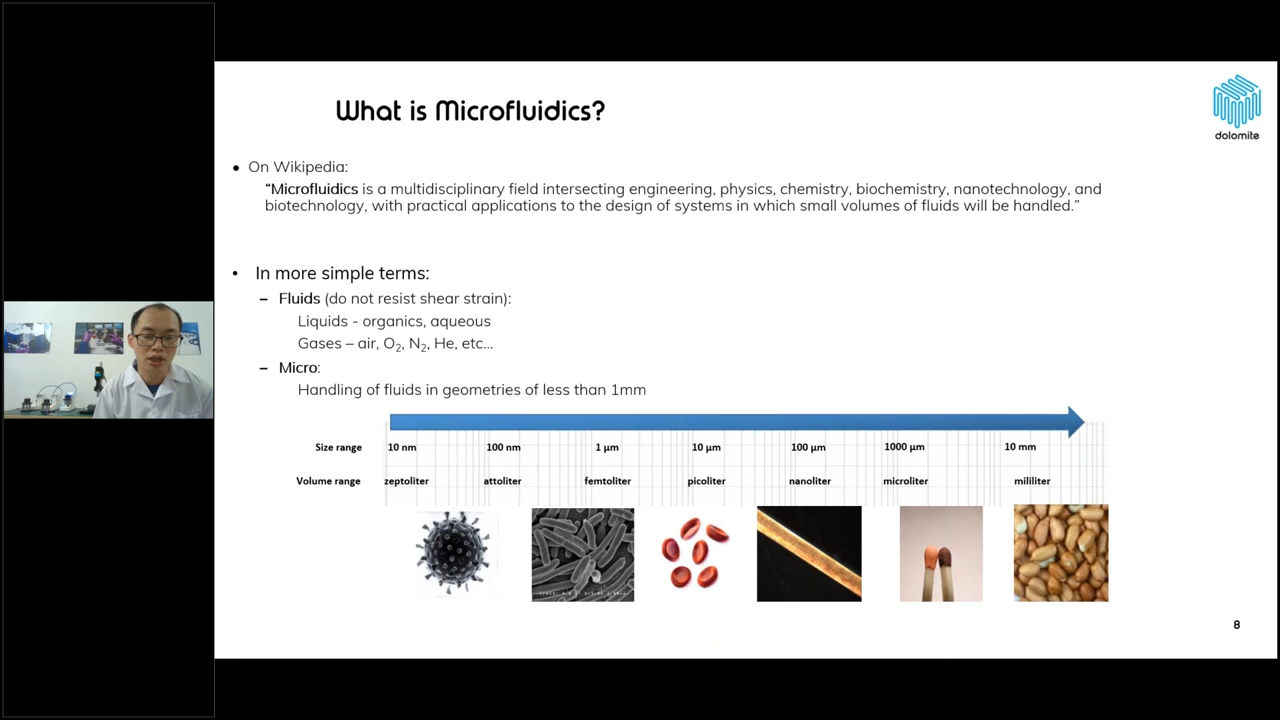 What is Microfluidics?
dolomite
• On Wikipedia:
“Microfluidics is a multidisciplinary field intersecting engineering, physics, chemistry, biochemistry, nanotechnology, and
biotechnology, with practical applications to the design of systems in which small volumes of fluids will be handled.”
• In more simple terms:
– Fluids (do not resist shear strain):
Liquids - organics, aqueous
Gases – air, O₂, N₂, He, etc...
– Micro:
Handling of fluids in geometries of less than 1mm
Size range 10 nm 100 nm 1 µm 10 µm 100 µm 1000 µm 10 mm
Volume range zeptoliter attoliter femtoliter picoliter nanoliter microliter mililiter
8